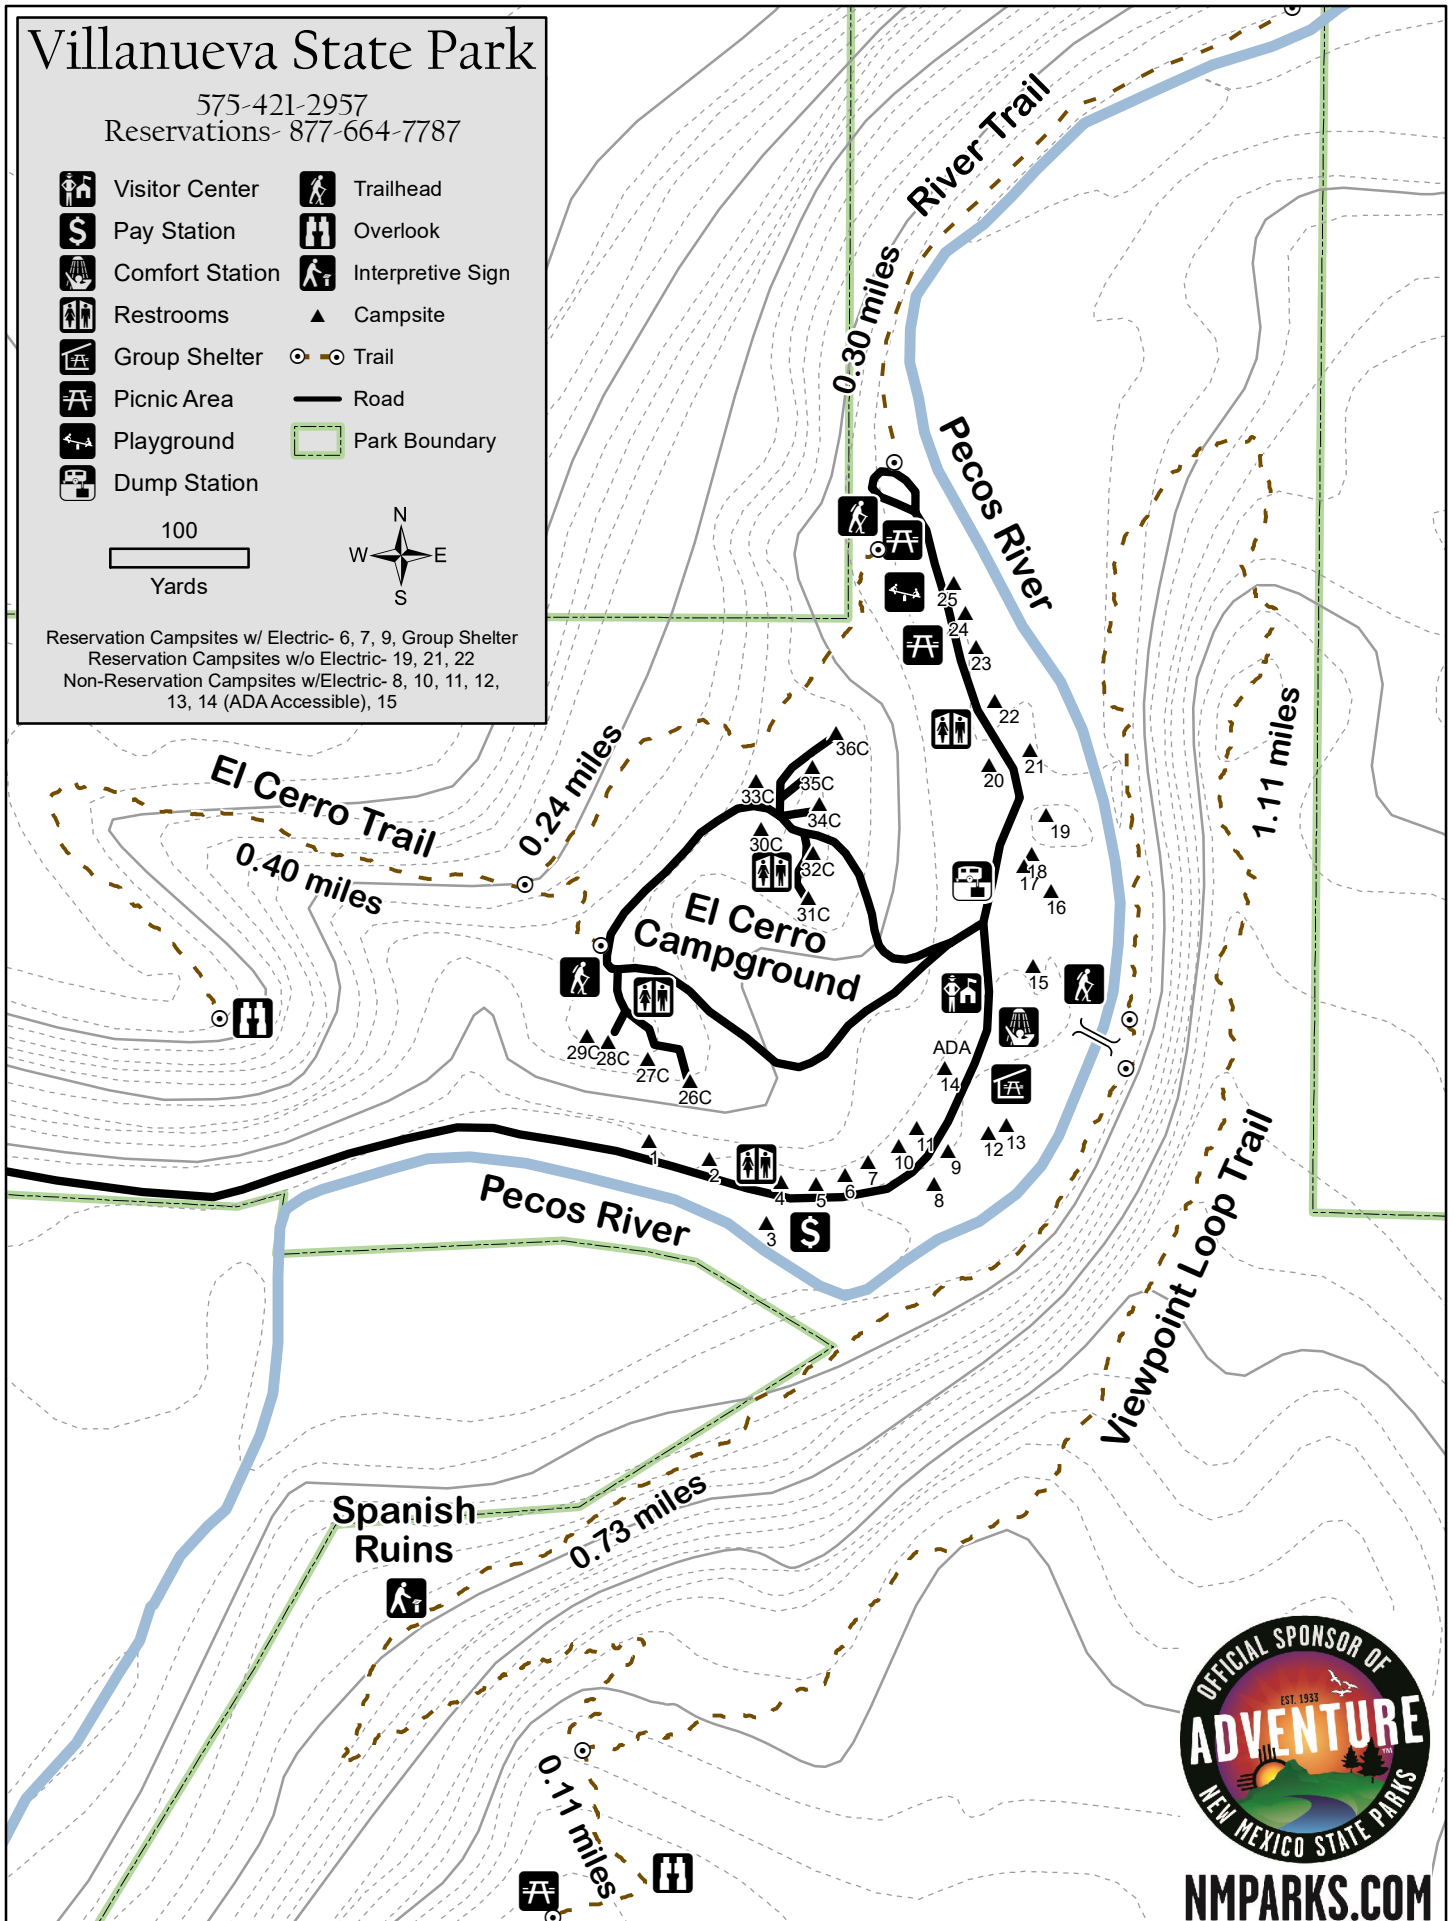 Villanueva State Park
575-421-2957
Reservations- 877-664-7787
Visitor Center
Pay Station
Comfort Station
Restrooms
Group Shelter
Picnic Area
Playground
Dump Station
Trailhead
Overlook
Interpretive Sign
Campsite
Trail
Road
Park Boundary
100
Yards
N
W
E
S
Reservation Campsites w/ Electric- 6, 7, 9, Group Shelter
Reservation Campsites w/o Electric- 19, 21, 22
Non-Reservation Campsites w/Electric- 8, 10, 11, 12,
13, 14 (ADA Accessible), 15
River Trail
0.30 miles
Pecos River
25
24
23
22
21
20
19
18
17
16
15
1.11 miles
El Cerro Trail
0.40 miles
0.24 miles
36C
35C
33C
34C
30C
32C
31C
El Cerro
Campground
29C
28C
27C
26C
ADA
14
13
12
11
10
9
8
7
6
5
4
3
2
1
$
Pecos River
Viewpoint Loop Trail
Spanish
Ruins
0.73 miles
0.11 miles
OFFICIAL SPONSOR OF
EST. 1933
ADVENTURE
TM
NEW MEXICO STATE PARKS
NMPARKS.COM